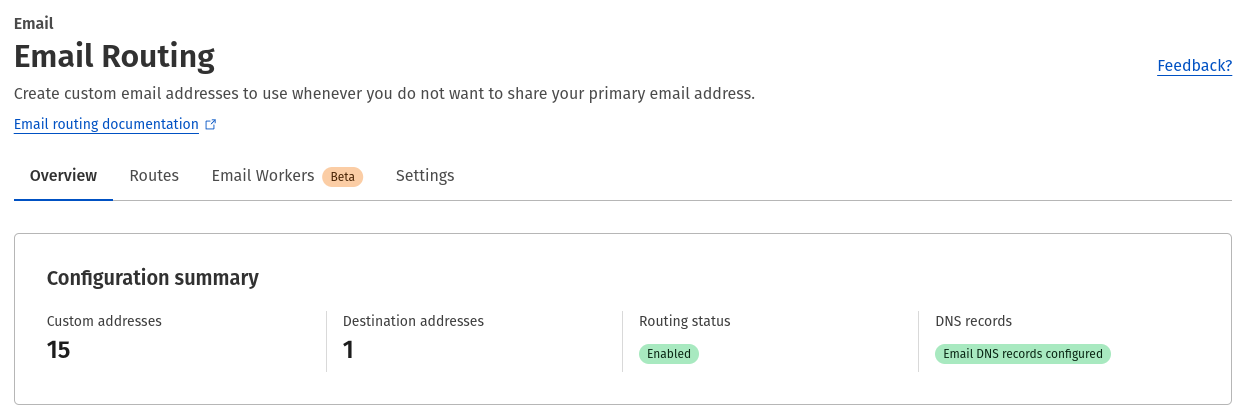 Email
Email Routing
Feedback?
Create custom email addresses to use whenever you do not want to share your primary email address.
Email routing documentation
Overview Routes Email Workers Beta Settings
Configuration summary
Custom addresses Destination addresses Routing status DNS records
15 1 Enabled Email DNS records configured